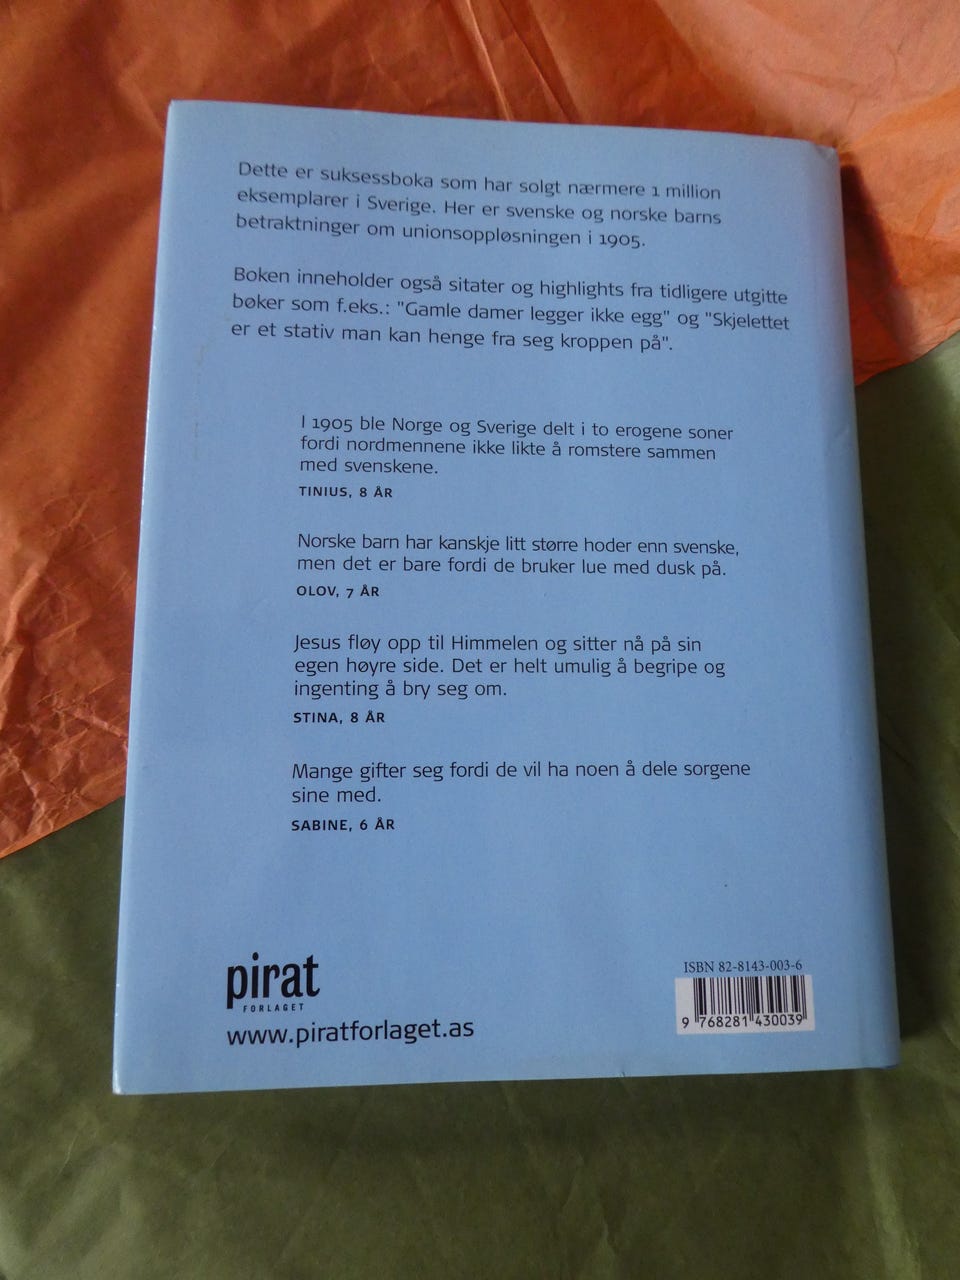 Dette er suksessboka som har solgt nærmere 1 million
eksemplarer i Sverige. Her er svenske og norske barns
betraktninger om unionsoppløsningen i 1905.
Boken inneholder også sitater og highlights fra tidligere utgitte
bøker som f.eks.: "Gamle damer legger ikke egg" og "Skjelettet
er et stativ man kan henge fra seg kroppen på".
I 1905 ble Norge og Sverige delt i to erogene soner
fordi nordmennene ikke likte å romstere sammen
med svenskene.
TINIUS, 8 ÅR
Norske barn har kanskje litt større hoder enn svenske,
men det er bare fordi de bruker lue med dusk på.
OLOV, 7 ÅR
Jesus fløy opp til Himmelen og sitter nå på sin
egen høyre side. Det er helt umulig å begripe og
ingenting å bry seg om.
STINA, 8 ÅR
Mange gifter seg fordi de vil ha noen å dele sorgene
sine med.
SABINE, 6 ÅR
pirat
FORLAGET
www.piratforlaget.as
ISBN 82-8143-003-6
9 768281 430039